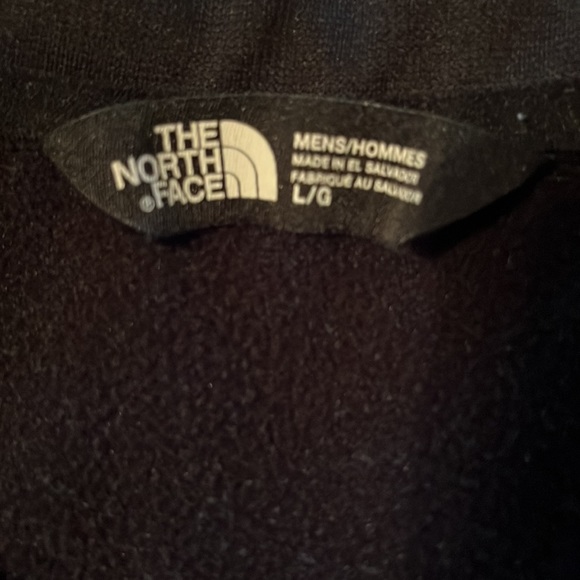 THE
NORTH
®FACE
MENS/HOMMES
MADE IN EL SALVADOR
FABRIQUÉ AU SALVADOR
L/G